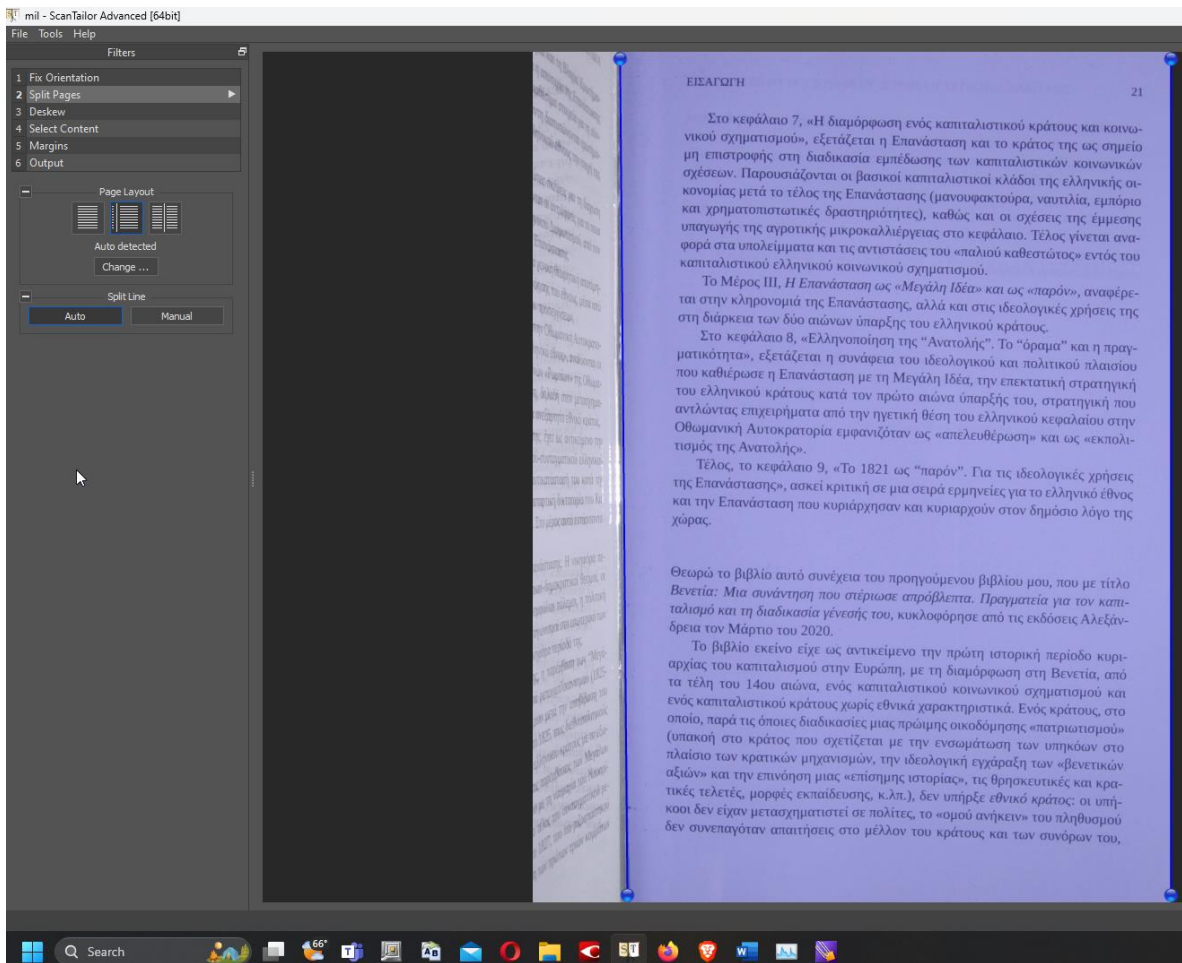 mil - ScanTailor Advanced [64bit]
File Tools Help
Filters
1 Fix Orientation
2 Split Pages
3 Deskew
4 Select Content
5 Margins
6 Output
Page Layout
Auto detected
Change ...
Split Line
Auto Manual
ΕΙΣΑΓΩΓΗ 21
Στο κεφάλαιο 7, «Η διαμόρφωση ενός καπιταλιστικού κράτους και κοινω-
νικού σχηματισμού», εξετάζεται η Επανάσταση και το κράτος της ως σημείο
μη επιστροφής στη διαδικασία εμπέδωσης των καπιταλιστικών κοινωνικών
σχέσεων. Παρουσιάζονται οι βασικοί καπιταλιστικοί κλάδοι της ελληνικής οι-
κονομίας μετά το τέλος της Επανάστασης (μανουφακτούρα, ναυτιλία, εμπόριο
και χρηματοπιστωτικές δραστηριότητες), καθώς και οι σχέσεις της έμμεσης
υπαγωγής της αγροτικής μικροκαλλιέργειας στο κεφάλαιο. Τέλος γίνεται ανα-
φορά στα υπολείμματα και τις αντιστάσεις του «παλιού καθεστώτος» εντός του
καπιταλιστικού ελληνικού κοινωνικού σχηματισμού.
Το Μέρος ΙΙΙ, Η Επανάσταση ως «Μεγάλη Ιδέα» και ως «παρόν», αναφέρε-
ται στην κληρονομιά της Επανάστασης, αλλά και στις ιδεολογικές χρήσεις της
στη διάρκεια των δύο αιώνων ύπαρξης του ελληνικού κράτους.
Στο κεφάλαιο 8, «Ελληνοποίηση της “Ανατολής”. Το “όραμα” και η πραγ-
ματικότητα», εξετάζεται η συνάφεια του ιδεολογικού και πολιτικού πλαισίου
που καθιέρωσε η Επανάσταση με τη Μεγάλη Ιδέα, την επεκτατική στρατηγική
του ελληνικού κράτους κατά τον πρώτο αιώνα ύπαρξής του, στρατηγική που
αντλώντας επιχειρήματα από την ηγετική θέση του ελληνικού κεφαλαίου στην
Οθωμανική Αυτοκρατορία εμφανιζόταν ως «απελευθέρωση» και ως «εκπολι-
τισμός της Ανατολής».
Τέλος, το κεφάλαιο 9, «Το 1821 ως “παρόν”. Για τις ιδεολογικές χρήσεις
της Επανάστασης», ασκεί κριτική σε μια σειρά ερμηνείες για το ελληνικό έθνος
και την Επανάσταση που κυριάρχησαν και κυριαρχούν στον δημόσιο λόγο της
χώρας.
Θεωρώ το βιβλίο αυτό συνέχεια του προηγούμενου βιβλίου μου, που με τίτλο
Βενετία: Μια συνάντηση που στέριωσε απρόβλεπτα. Πραγματεία για τον καπι-
ταλισμό και τη διαδικασία γένεσής του, κυκλοφόρησε από τις εκδόσεις Αλεξάν-
δρεια τον Μάρτιο του 2020.
Το βιβλίο εκείνο είχε ως αντικείμενο την πρώτη ιστορική περίοδο κυρι-
αρχίας του καπιταλισμού στην Ευρώπη, με τη διαμόρφωση στη Βενετία, από
τα τέλη του 14ου αιώνα, ενός καπιταλιστικού κοινωνικού σχηματισμού και
ενός καπιταλιστικού κράτους χωρίς εθνικά χαρακτηριστικά. Ενός κράτους, στο
οποίο, παρά τις όποιες διαδικασίες μιας πρώιμης οικοδόμησης «πατριωτισμού»
(υπακοή στο κράτος που σχετίζεται με την ενσωμάτωση των υπηκόων στο
πλαίσιο των κρατικών μηχανισμών, την ιδεολογική εγχάραξη των «βενετικών
αξιών» και την επινόηση μιας «επίσημης ιστορίας», τις θρησκευτικές και κρα-
τικές τελετές, μορφές εκπαίδευσης, κ.λπ.), δεν υπήρξε εθνικό κράτος: οι υπή-
κοοι δεν είχαν μετασχηματιστεί σε πολίτες, το «ομού ανήκειν» του πληθυσμού
δεν συνεπαγόταν απαιτήσεις στο μέλλον του κράτους και των συνόρων του,
Search
66°